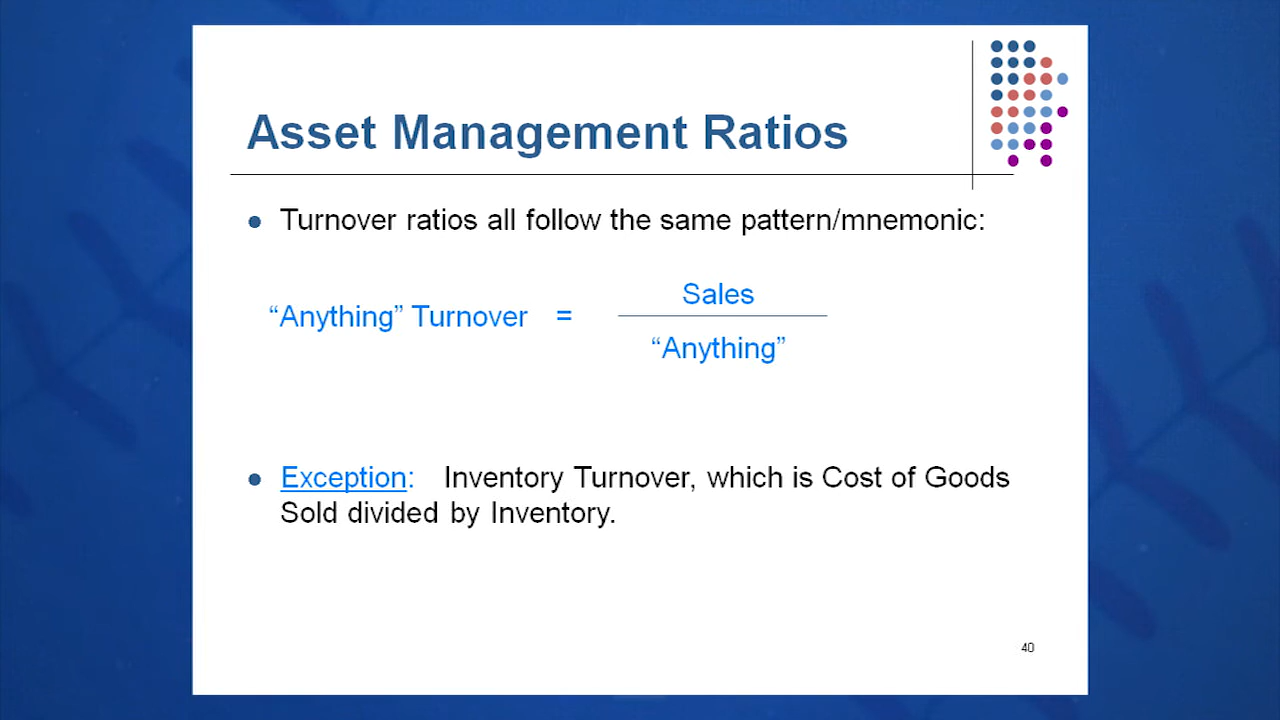 Asset Management Ratios
● Turnover ratios all follow the same pattern/mnemonic:
Sales
“Anything” Turnover =
“Anything”
● Exception: Inventory Turnover, which is Cost of Goods
Sold divided by Inventory.
40